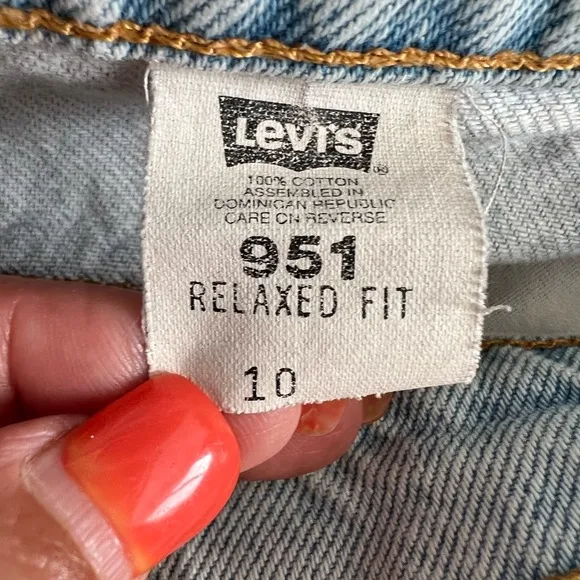 Levi's ®
100% COTTON
ASSEMBLED IN
DOMINICAN REPUBLIC
CARE ON REVERSE
951
RELAXED FIT
10